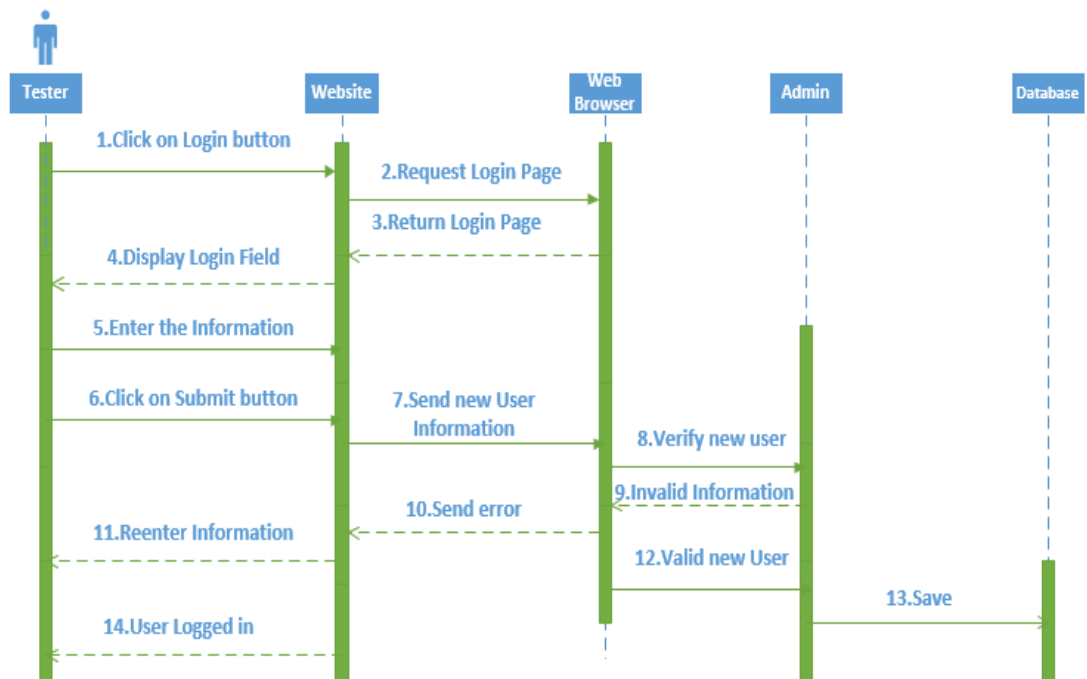 Tester
Website
Web
Browser
Admin
Database
1.Click on Login button
2.Request Login Page
3.Return Login Page
4.Display Login Field
5.Enter the Information
6.Click on Submit button
7.Send new User
Information
8.Verify new user
9.Invalid Information
10.Send error
11.Reenter Information
12.Valid new User
13.Save
14.User Logged in